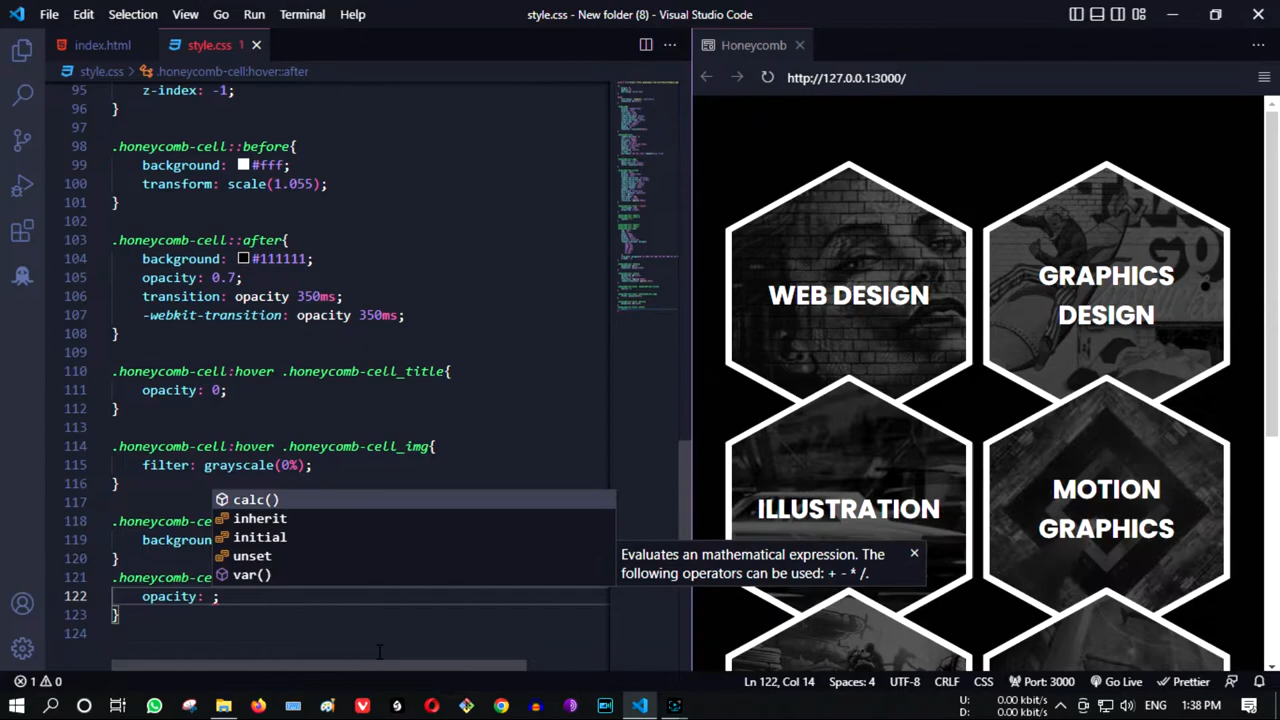 File Edit Selection View Go Run Terminal Help
style.css - New folder (8) - Visual Studio Code
index.html
style.css 1
Honeycomb
style.css > .honeycomb-cell:hover::after
http://127.0.0.1:3000/
95 z-index: -1;
96 }
97
98 .honeycomb-cell::before{
99 background: #fff;
100 transform: scale(1.055);
101 }
102
103 .honeycomb-cell::after{
104 background: #111111;
105 opacity: 0.7;
106 transition: opacity 350ms;
107 -webkit-transition: opacity 350ms;
108 }
109
110 .honeycomb-cell:hover .honeycomb-cell_title{
111 opacity: 0;
112 }
113
114 .honeycomb-cell:hover .honeycomb-cell_img{
115 filter: grayscale(0%);
116 }
117
118 .honeycomb-ce
119 backgroun
120 }
121 .honeycomb-ce
122 opacity: ;
123 }
124
calc()
inherit
initial
unset
var()
Evaluates an mathematical expression. The
following operators can be used: + - * /.
WEB DESIGN
GRAPHICS
DESIGN
ILLUSTRATION
MOTION
GRAPHICS
1 0
Ln 122, Col 14 Spaces: 4 UTF-8 CRLF CSS Port: 3000 Go Live Prettier
U: 0.00 kbit/s
D: 0.00 kbit/s
ENG
1:38 PM